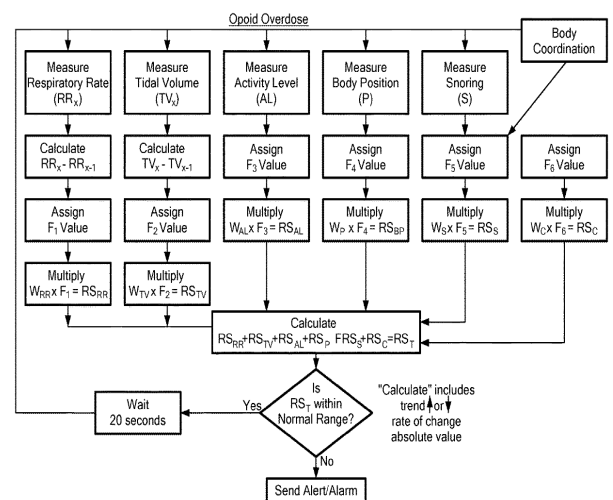 Opoid Overdose
Body
Coordination
Measure
Respiratory Rate
(RRx)
Measure
Tidal Volume
(TVx)
Measure
Activity Level
(AL)
Measure
Body Position
(P)
Measure
Snoring
(S)
Calculate
RRx - RRx-1
Calculate
TVx - TVx-1
Assign
F3 Value
Assign
F4 Value
Assign
F5 Value
Assign
F6 Value
Assign
F1 Value
Assign
F2 Value
Multiply
WAL x F3 = RSAL
Multiply
WP x F4 = RSBP
Multiply
WS x F5 = RSS
Multiply
WC x F6 = RSC
Multiply
WRR x F1 = RSRR
Multiply
WTV x F2 = RSTV
Calculate
RSRR+RSTV+RSAL+RSP FRSS+RSC=RST
Is
RST within
Normal Range?
Yes
Wait
20 seconds
"Calculate" includes
trend or
rate of change
absolute value
No
Send Alert/Alarm